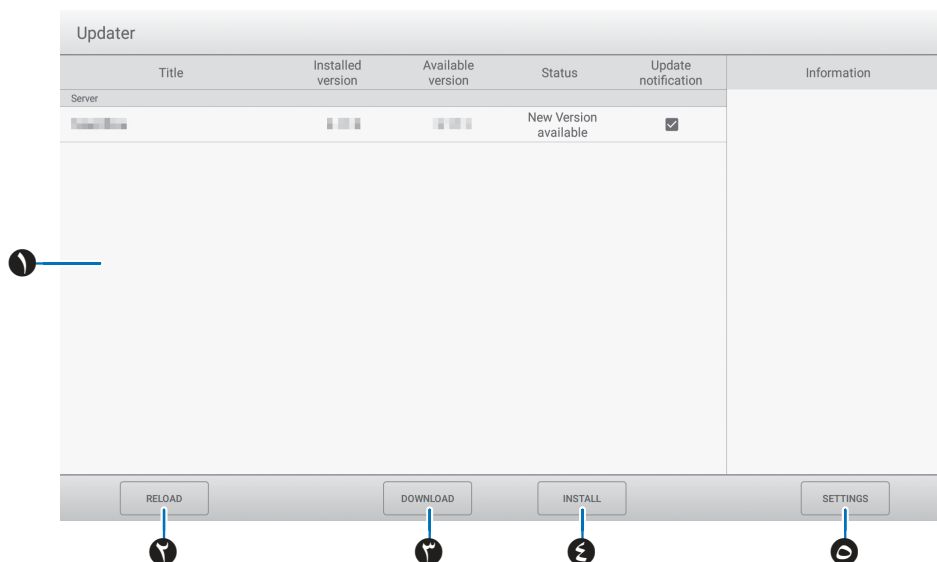 Updater
Title
Installed
version
Available
version
Status
Update
notification
Information
Server
New Version
available
١
RELOAD
DOWNLOAD
INSTALL
SETTINGS
٢
٣
٤
٥